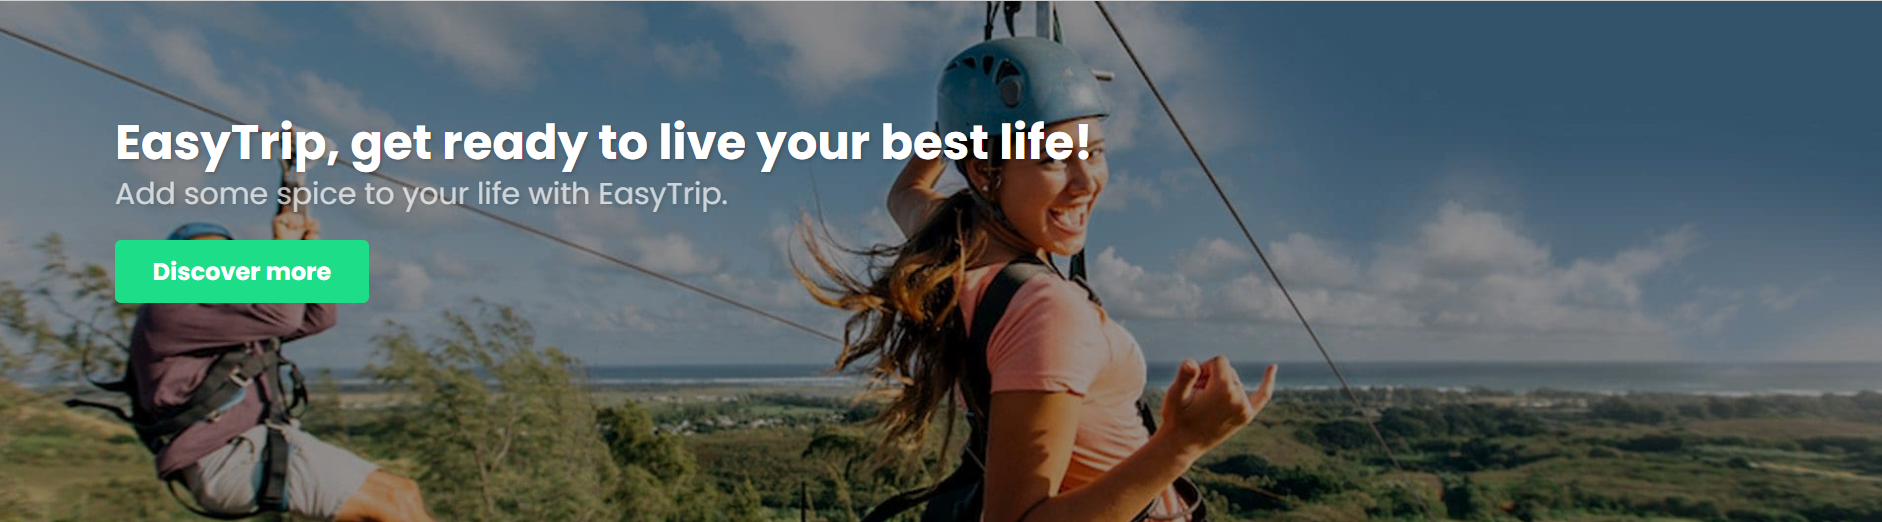 EasyTrip, get ready to live your best life!
Add some spice to your life with EasyTrip.
Discover more